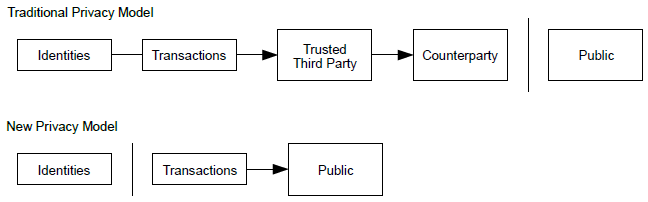 Traditional Privacy Model
Identities
Transactions
Trusted
Third Party
Counterparty
Public
New Privacy Model
Identities
Transactions
Public